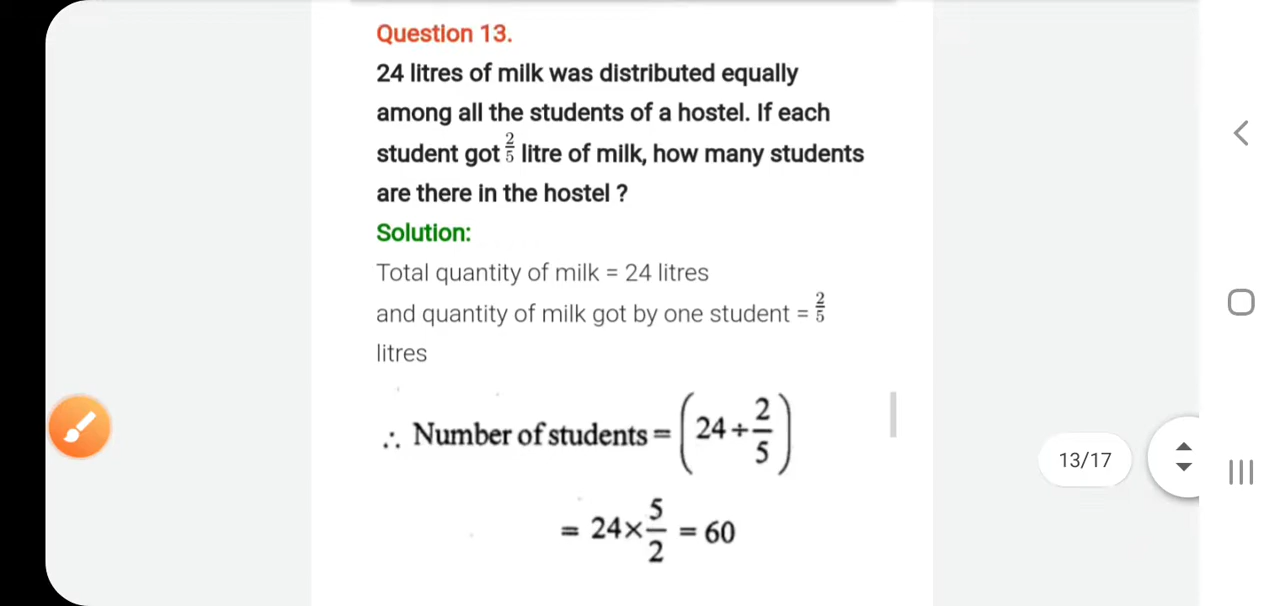 Question 13.
24 litres of milk was distributed equally
among all the students of a hostel. If each
student got 2/5 litre of milk, how many students
are there in the hostel ?
Solution:
Total quantity of milk = 24 litres
and quantity of milk got by one student = 2/5
litres
∴ Number of students = (24 ÷ 2/5)
= 24 × 5/2 = 60
13/17